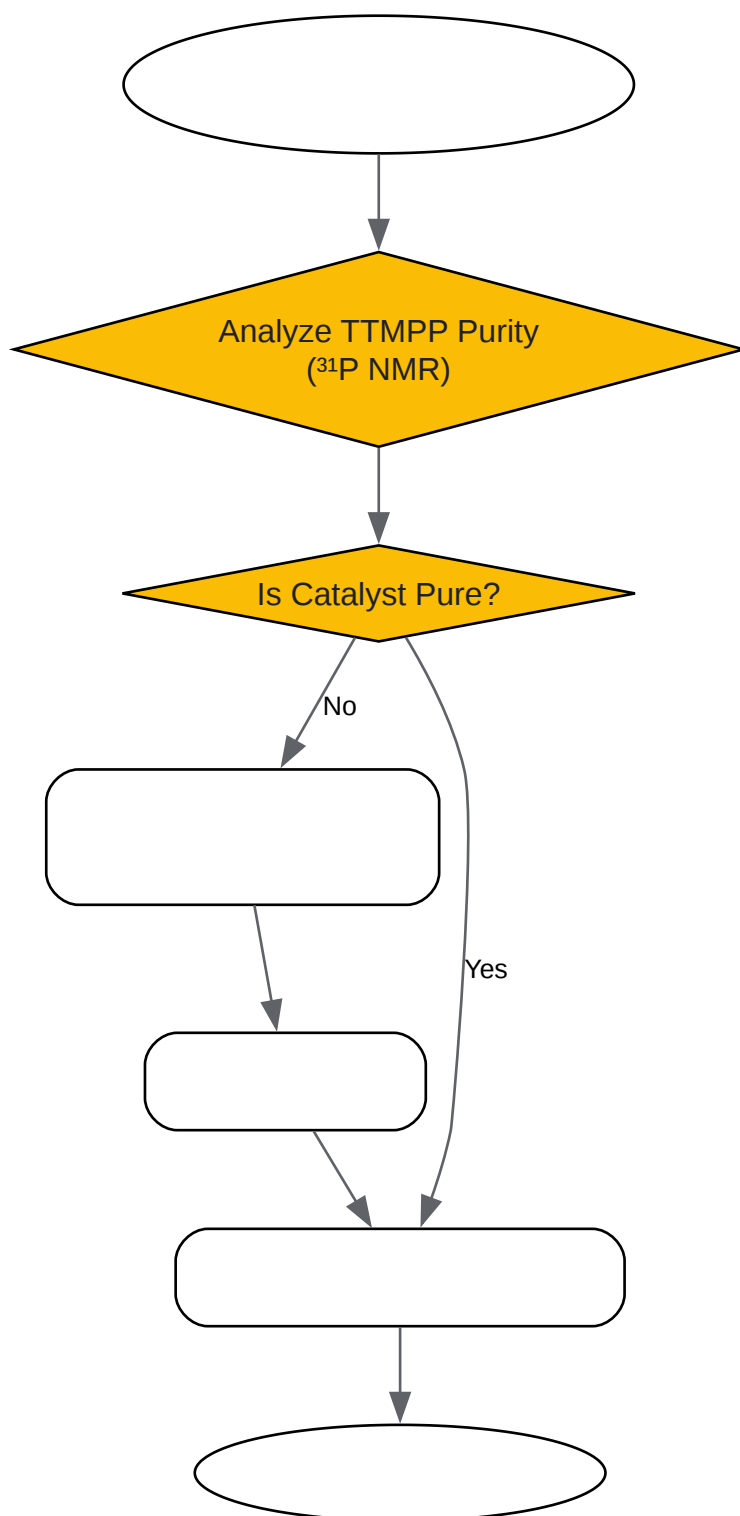 Analyze TTMPP Purity
(³¹P NMR)
Is Catalyst Pure?
No
Yes